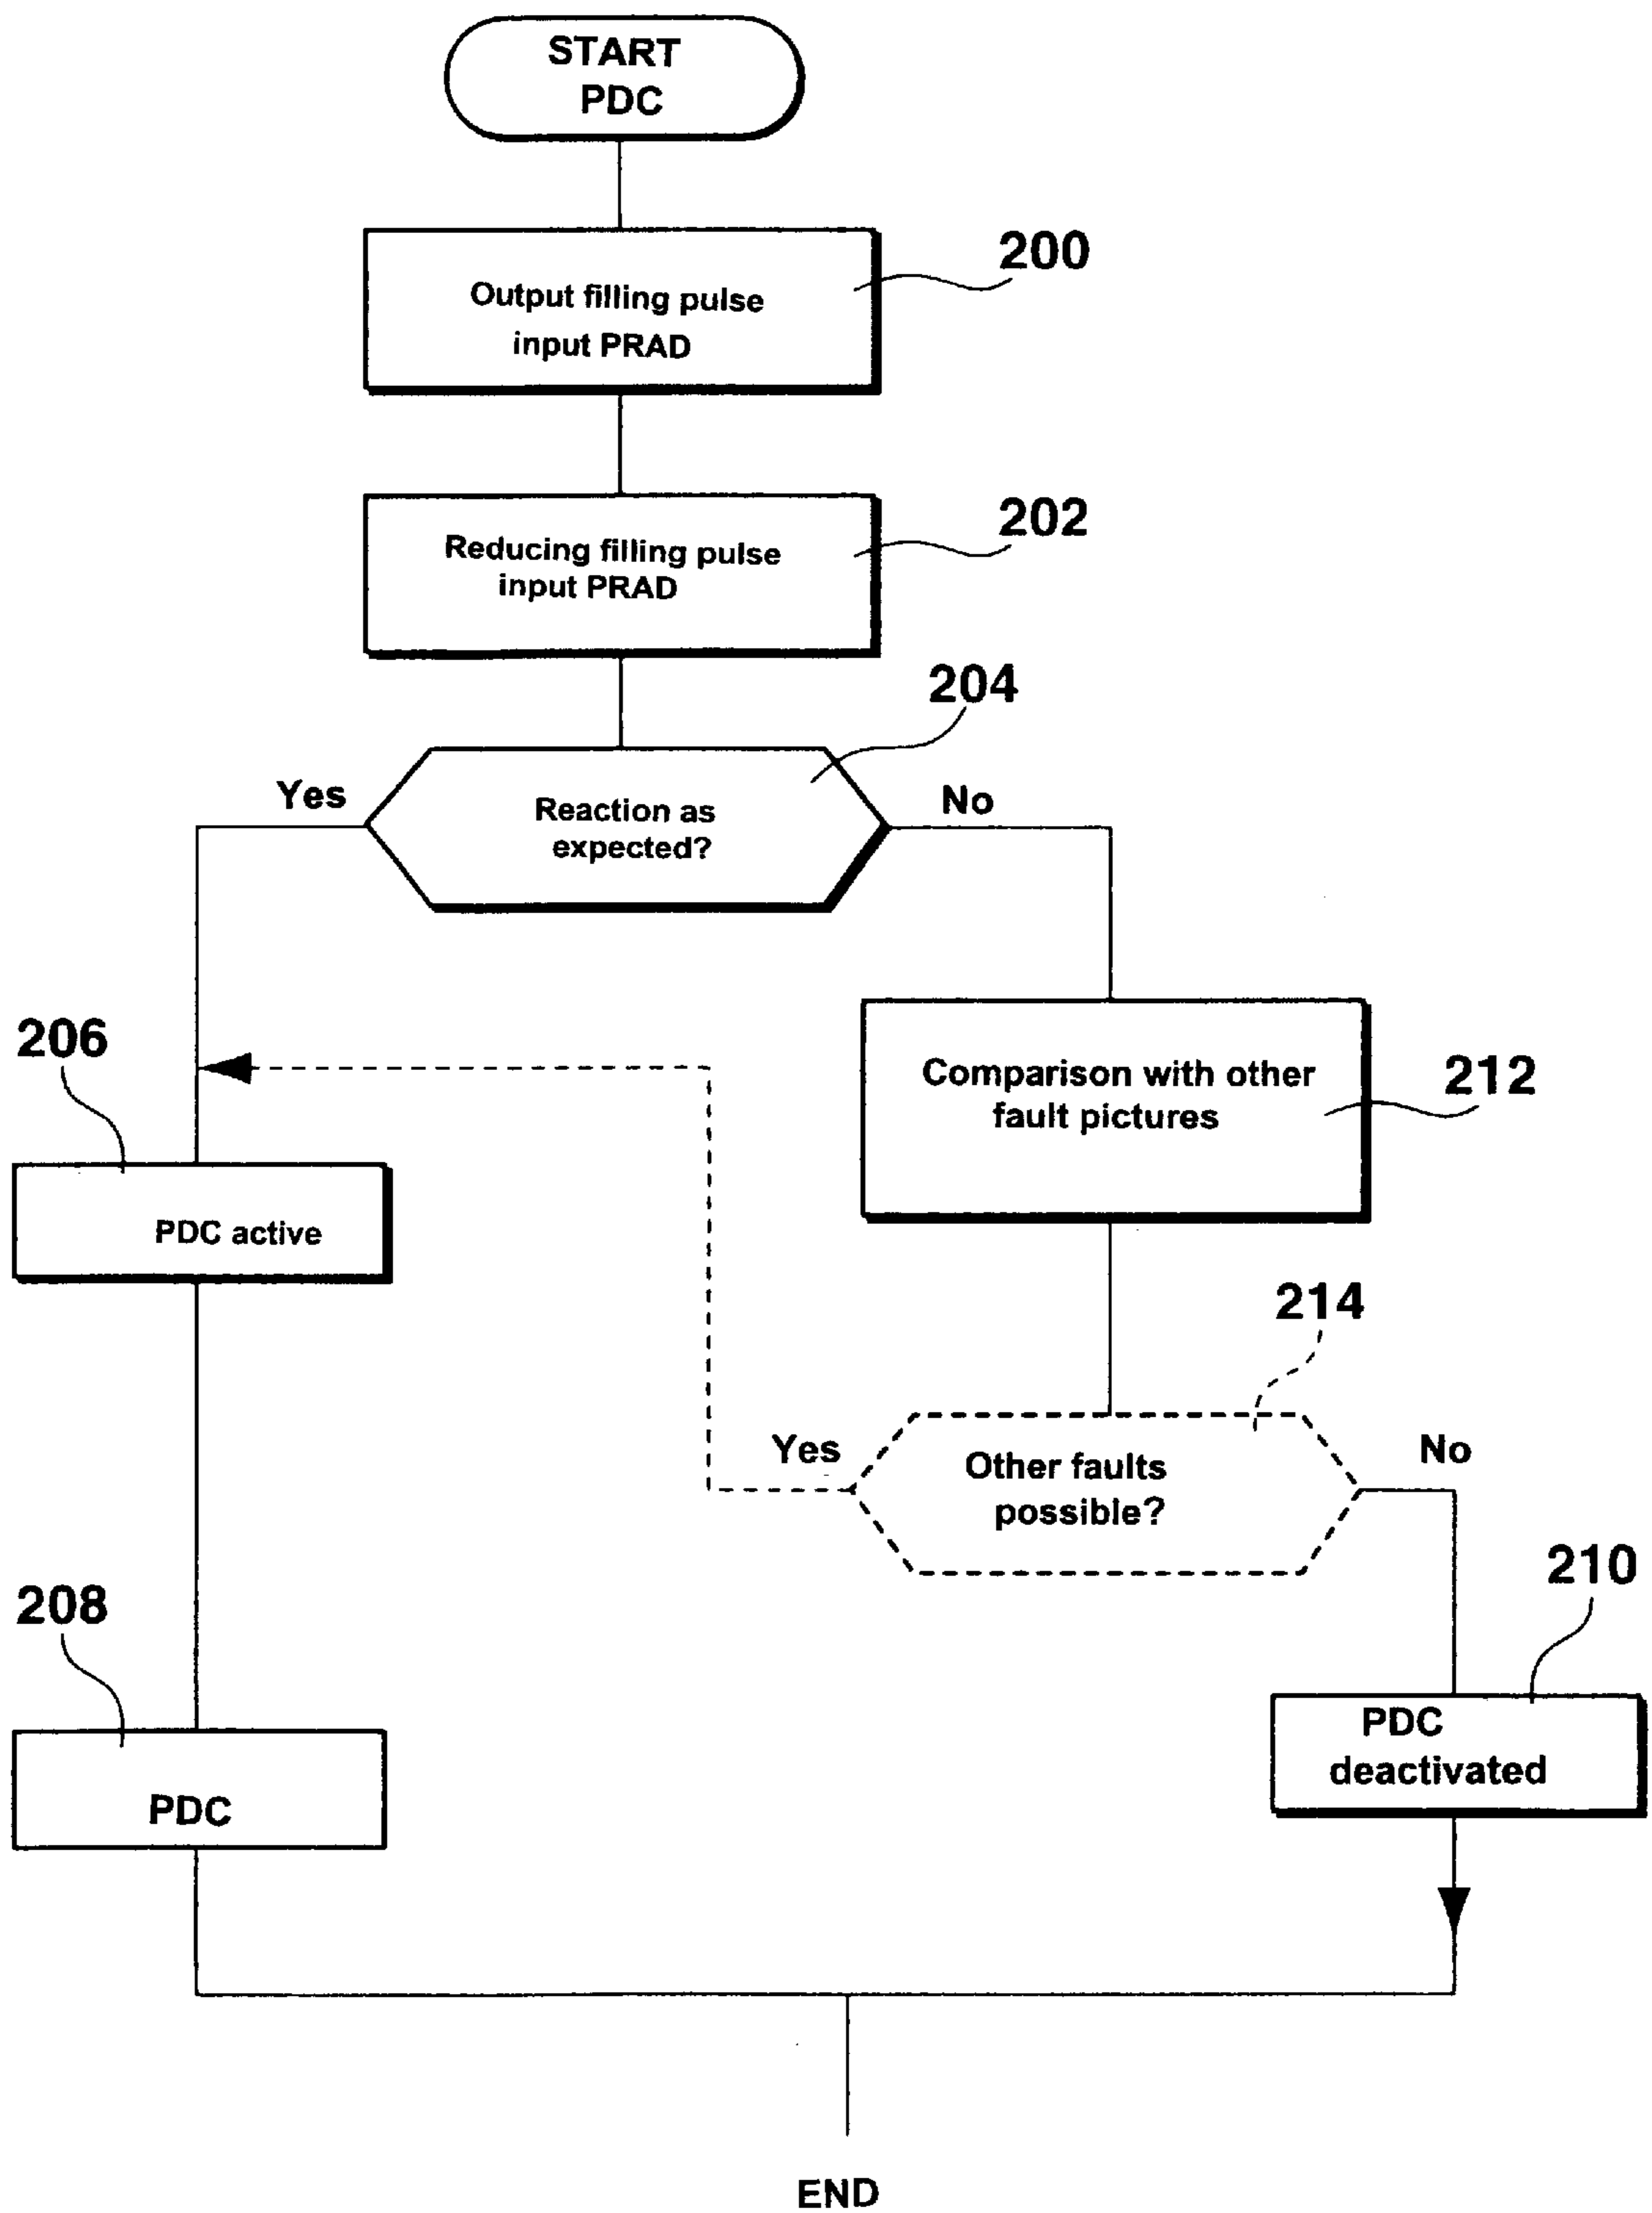 START
PDC
200
Output filling pulse
input PRAD
202
Reducing filling pulse
input PRAD
204
Yes
No
Reaction as
expected?
206
Comparison with other
fault pictures
212
PDC active
214
Yes
No
Other faults
possible?
208
210
PDC
deactivated
PDC
END